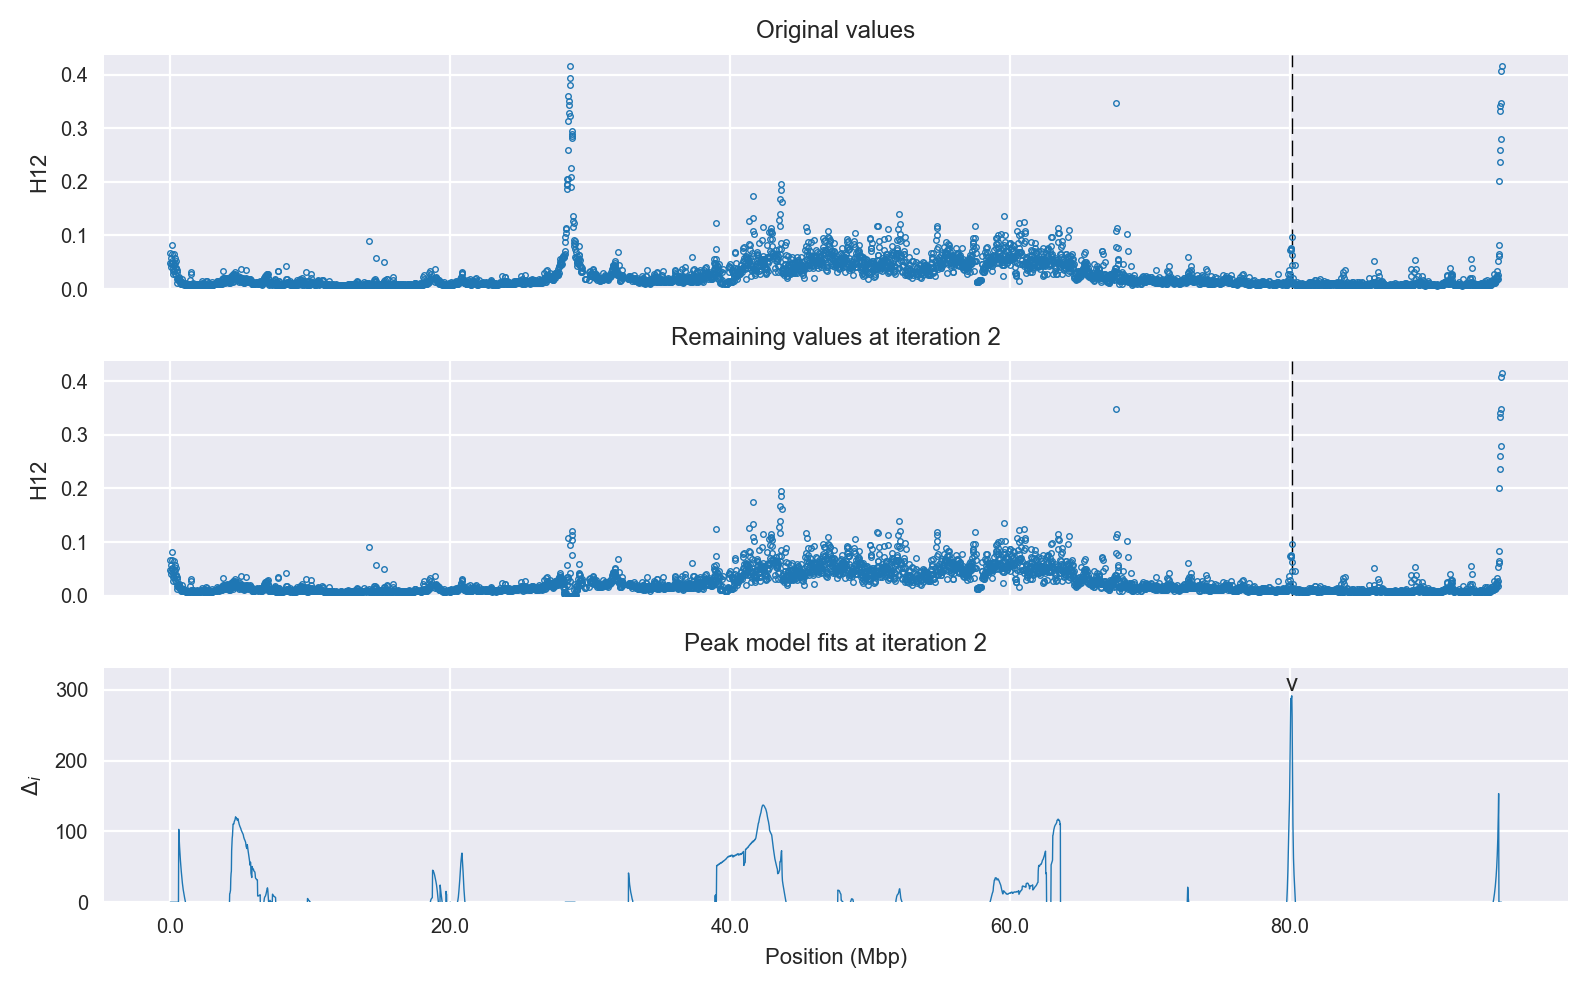 Original values
0.4
0.3
0.2
0.1
0.0
H12
Remaining values at iteration 2
0.4
0.3
0.2
0.1
0.0
H12
Peak model fits at iteration 2
300
200
100
0
Δi
v
0.0 20.0 40.0 60.0 80.0
Position (Mbp)